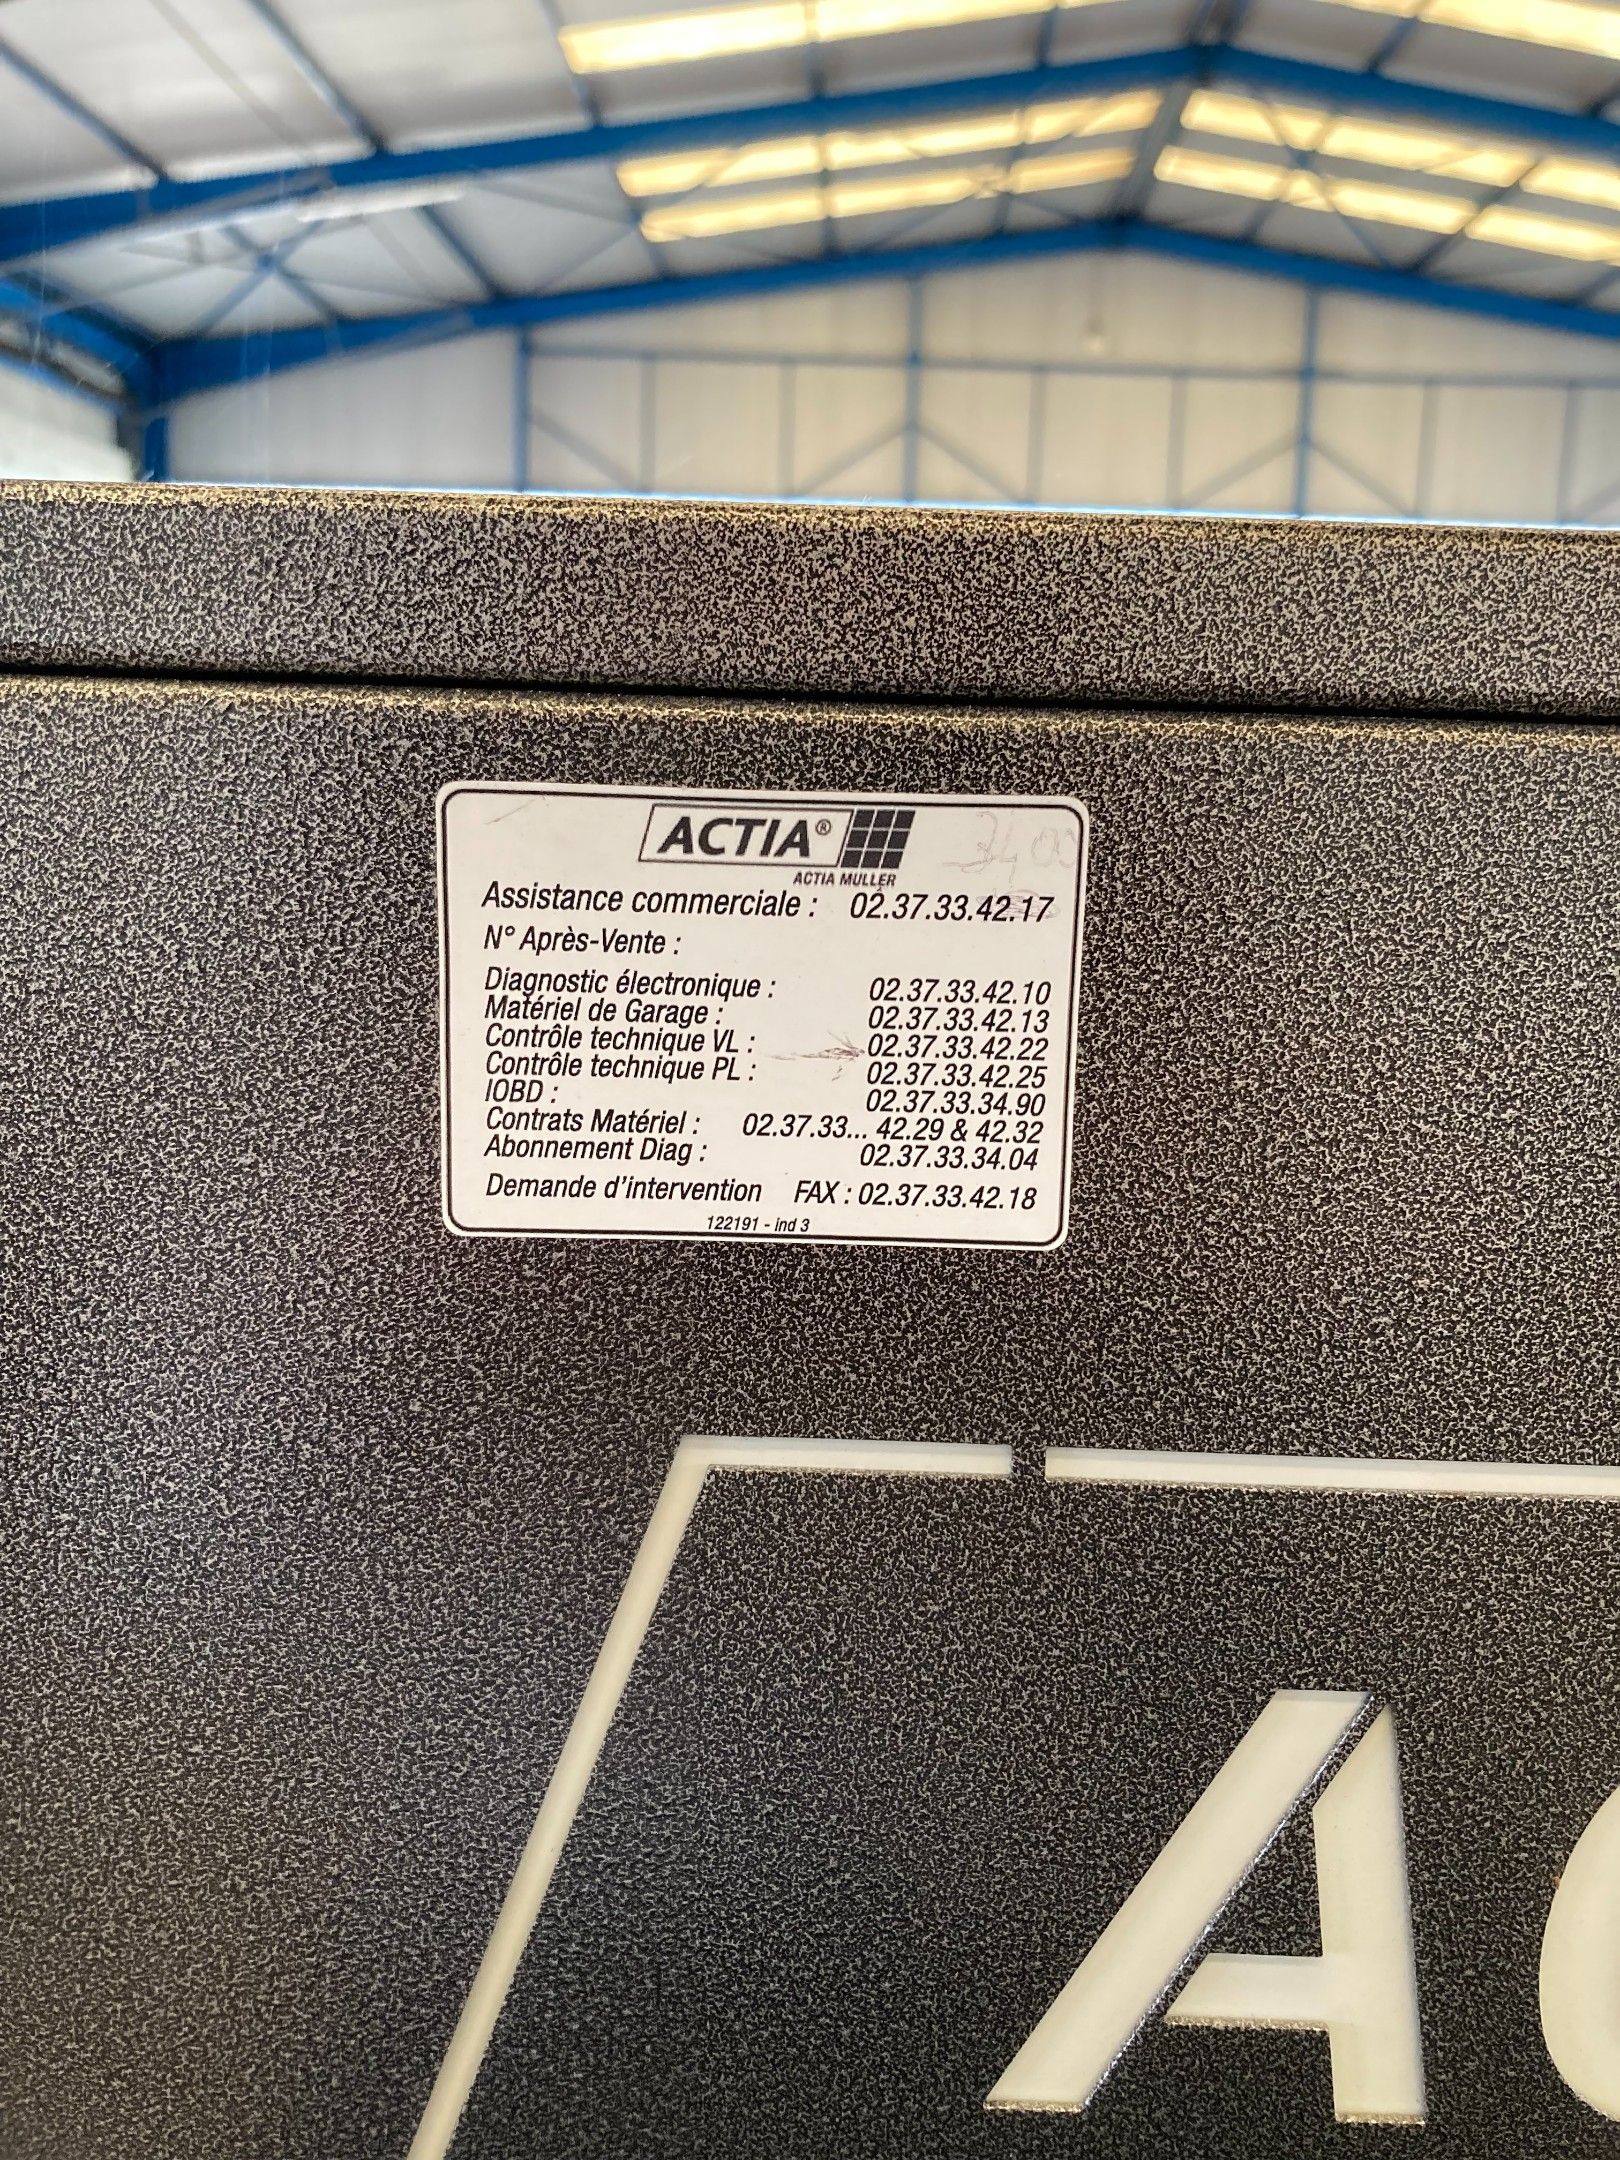 ACTIA®
ACTIA MULLER
Assistance commerciale : 02.37.33.42.17
N° Après-Vente :
Diagnostic électronique : 02.37.33.42.10
Matériel de Garage : 02.37.33.42.13
Contrôle technique VL : 02.37.33.42.22
Contrôle technique PL : 02.37.33.42.25
IOBD : 02.37.33.34.90
Contrats Matériel : 02.37.33... 42.29 & 42.32
Abonnement Diag : 02.37.33.34.04
Demande d'intervention FAX : 02.37.33.42.18
122191 - ind 3
A